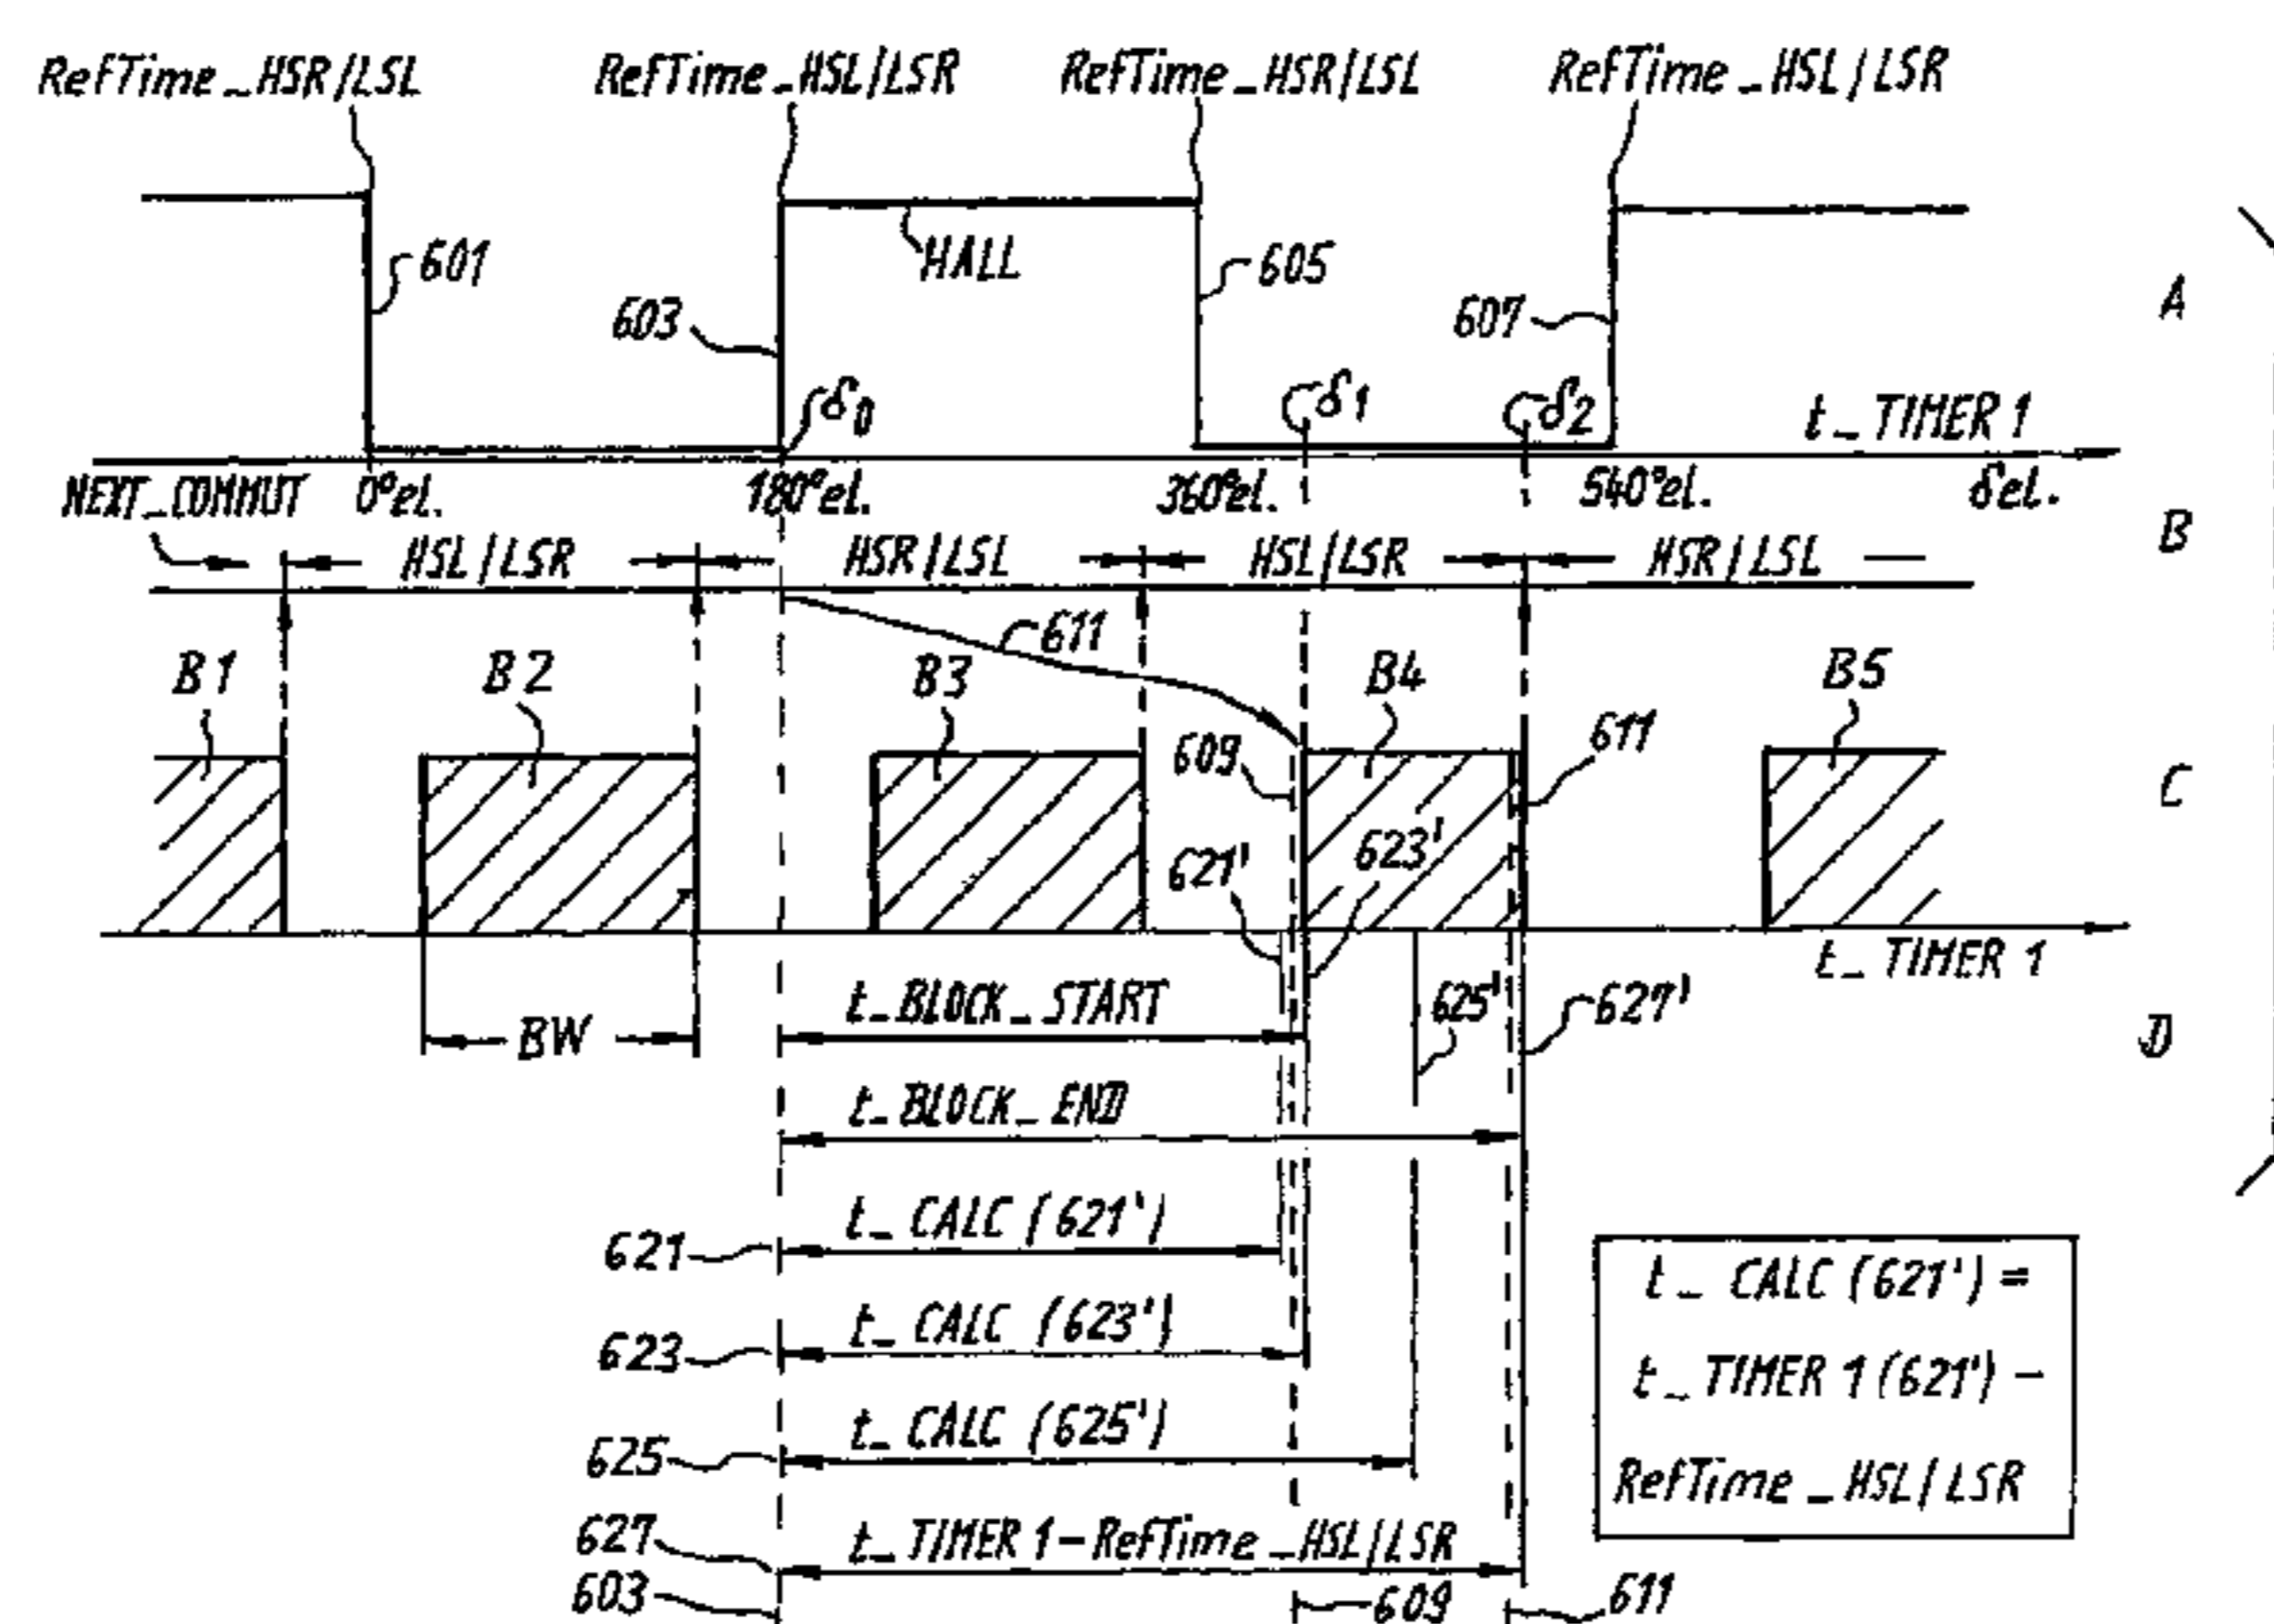 RefTime_HSR/LSL RefTime_HSL/LSR RefTime_HSR/LSL RefTime_HSL/LSR
601 HALL 605 A
603 607
δ0 δ1 δ2 t_TIMER 1
NEXT_COMMUT 0°el. 180°el. 360°el. 540°el. δel.
B
HSL/LSR HSR/LSL HSL/LSR HSR/LSL
611
B1 B2 B3 B4 B5
609 611
C
621' 623'
t_TIMER 1
t_BLOCK_START 625' 627'
BW D
t_BLOCK_END
t_CALC (621')
621
t_CALC (623')
623
t_CALC (625')
625
t_TIMER 1-RefTime_HSL/LSR
627
603 609 611
t_CALC (621') =
t_TIMER 1 (621') -
RefTime_HSL/LSR